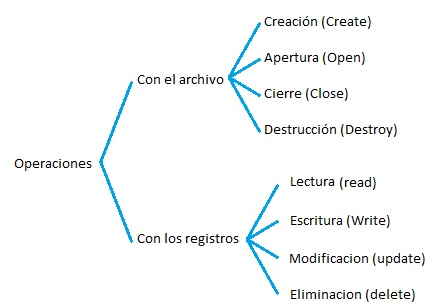 Operaciones
Con el archivo
Creación (Create)
Apertura (Open)
Cierre (Close)
Destrucción (Destroy)
Con los registros
Lectura (read)
Escritura (Write)
Modificacion (update)
Eliminacion (delete)